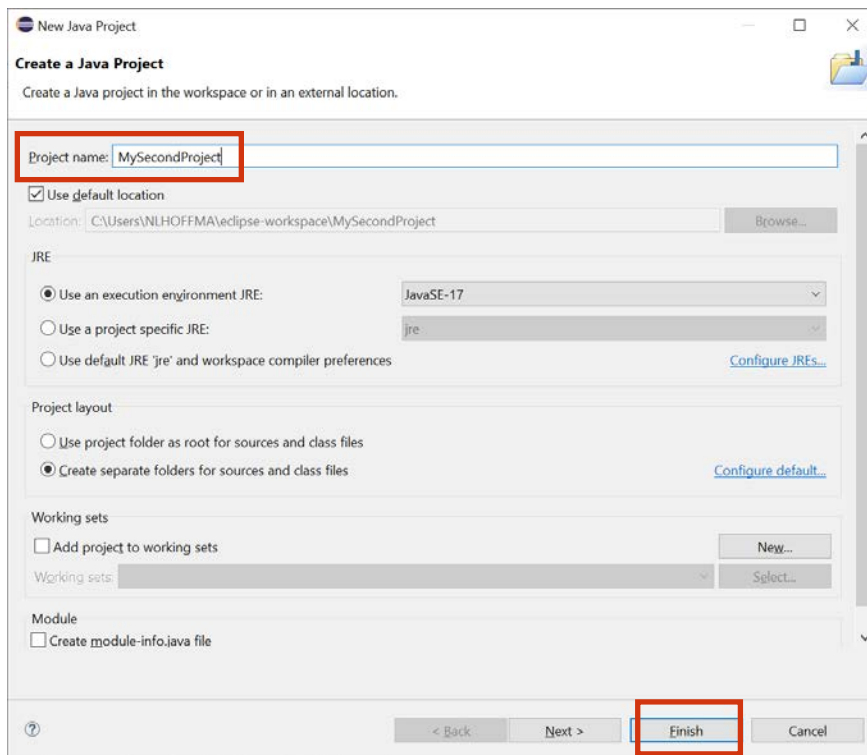 New Java Project
Create a Java Project
Create a Java project in the workspace or in an external location.
Project name: MySecondProject
Use default location
Location: C:\Users\NLHOFFMA\eclipse-workspace\MySecondProject Browse...
JRE
Use an execution environment JRE: JavaSE-17
Use a project specific JRE: jre
Use default JRE 'jre' and workspace compiler preferences Configure JREs...
Project layout
Use project folder as root for sources and class files
Create separate folders for sources and class files Configure default...
Working sets
Add project to working sets New...
Working sets: Select...
Module
Create module-info.java file
? < Back Next > Finish Cancel